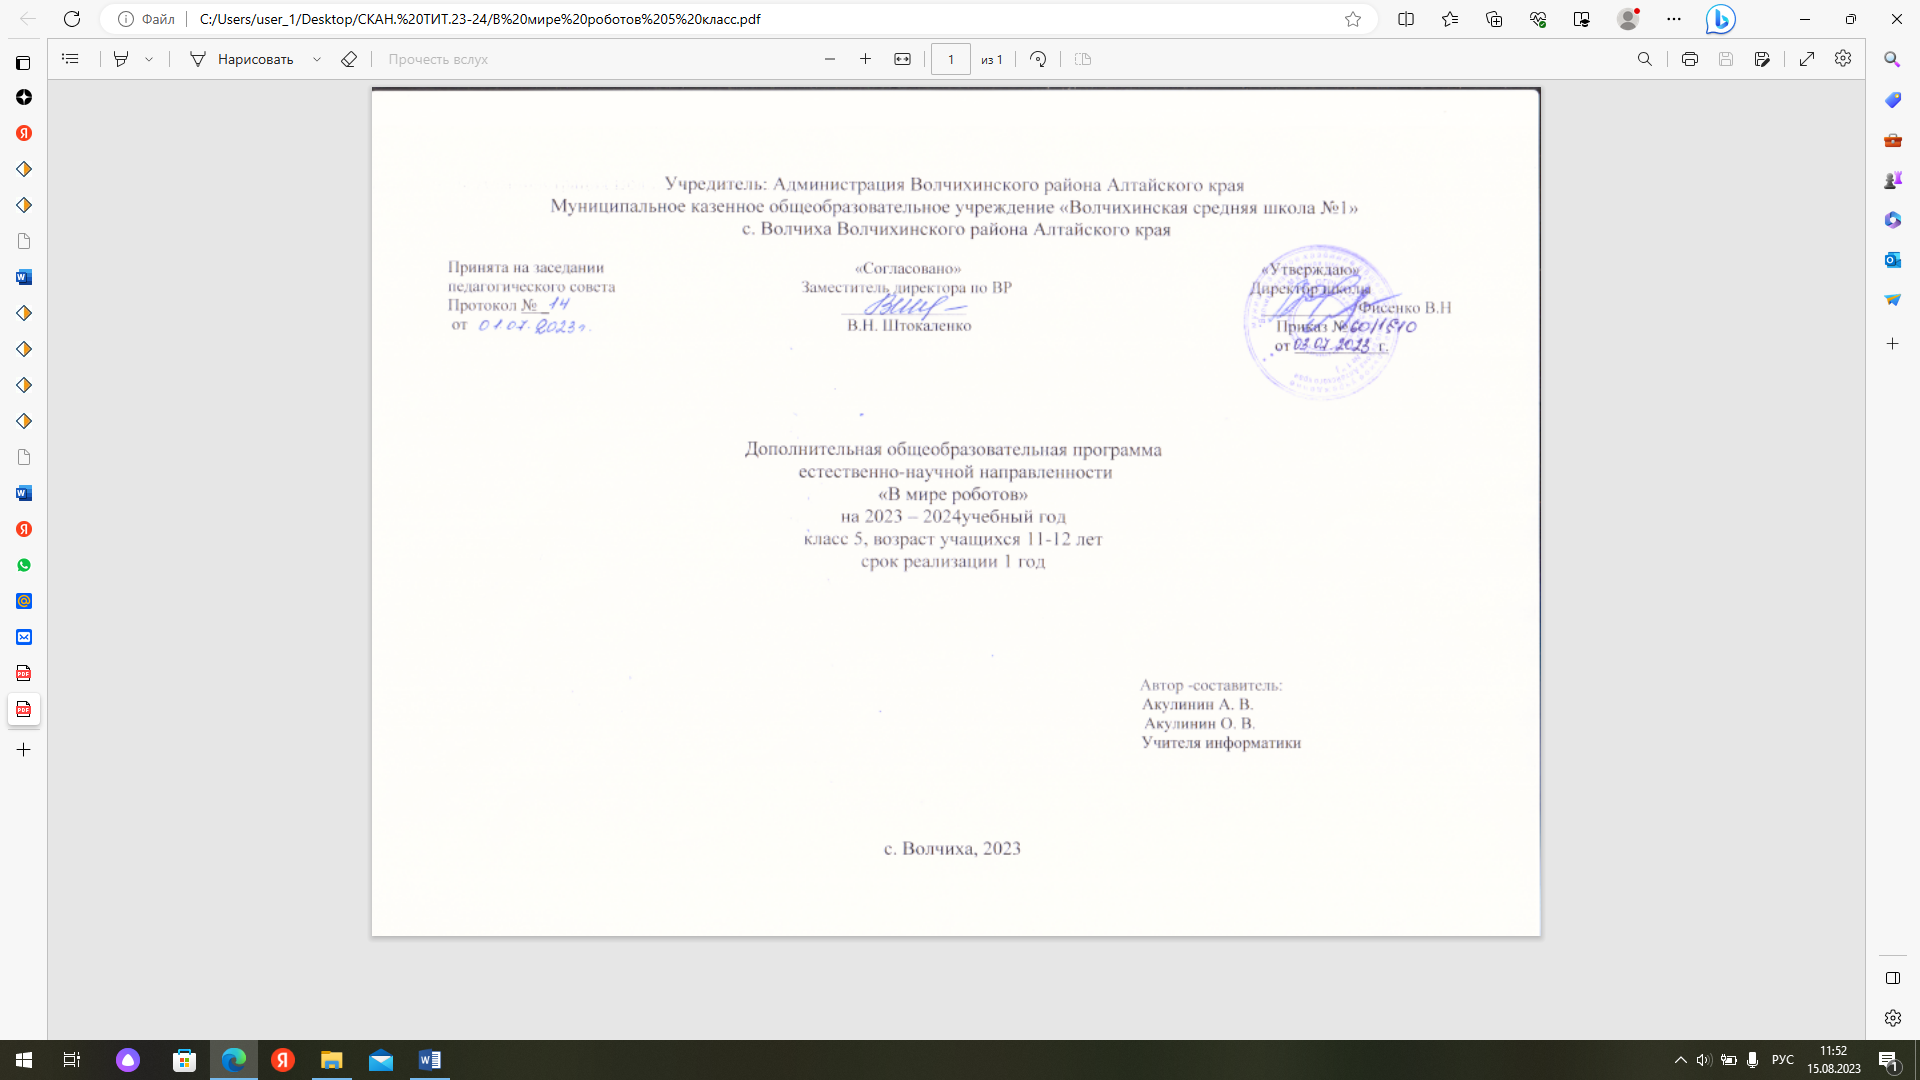 Файл
C:/Users/user_1/Desktop/СКАН.%20ТИТ.23-24/В%20мире%20роботов%205%20класс.pdf
Нарисовать
Прочесть вслух
1
из 1
Учредитель: Администрация Волчихинского района Алтайского края
Муниципальное казенное общеобразовательное учреждение «Волчихинская средняя школа №1»
с. Волчиха Волчихинского района Алтайского края
Принята на заседании
педагогического совета
Протокол № 14
от 01.07.2023г.
«Согласовано»
Заместитель директора по ВР
В.Н. Штокаленко
«Утверждаю»
Директор школы
Фисенко В.Н
Приказ №
от 03.07.2023 г.
Дополнительная общеобразовательная программа
естественно-научной направленности
«В мире роботов»
на 2023 – 2024учебный год
класс 5, возраст учащихся 11-12 лет
срок реализации 1 год
Автор -составитель:
Акулинин А. В.
Акулинин О. В.
Учителя информатики
с. Волчиха, 2023
РУС
11:52
15.08.2023
1